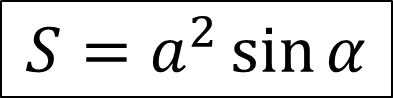 S = a² sin α